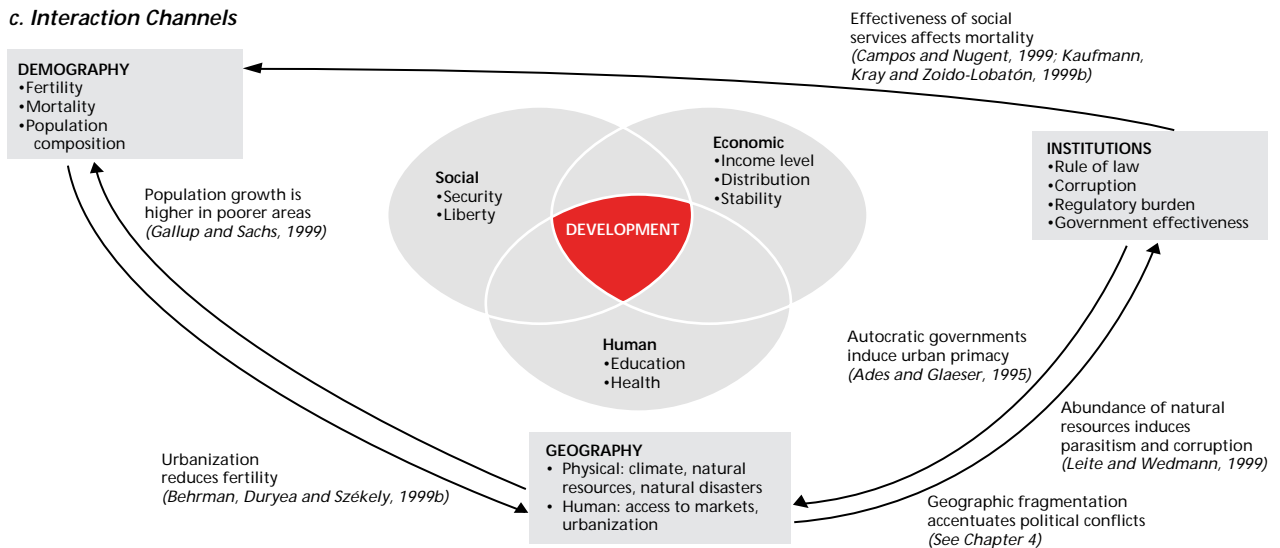 c. Interaction Channels
Effectiveness of social
services affects mortality
(Campos and Nugent, 1999; Kaufmann,
Kray and Zoido-Lobatón, 1999b)
DEMOGRAPHY
•Fertility
•Mortality
•Population
composition
Population growth is
higher in poorer areas
(Gallup and Sachs, 1999)
Social
•Security
•Liberty
Economic
•Income level
•Distribution
•Stability
DEVELOPMENT
Human
•Education
•Health
INSTITUTIONS
•Rule of law
•Corruption
•Regulatory burden
•Government effectiveness
Autocratic governments
induce urban primacy
(Ades and Glaeser, 1995)
Abundance of natural
resources induces
parasitism and corruption
(Leite and Wedmann, 1999)
Urbanization
reduces fertility
(Behrman, Duryea and Székely, 1999b)
GEOGRAPHY
• Physical: climate, natural
resources, natural disasters
• Human: access to markets,
urbanization
Geographic fragmentation
accentuates political conflicts
(See Chapter 4)